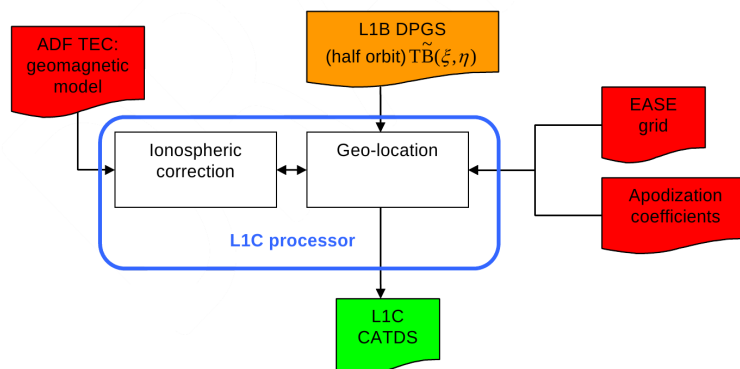 ADF TEC:
geomagnetic
model
L1B DPGS
(half orbit) TB̃(ξ,η)
EASE
grid
Ionospheric
correction
Geo-location
Apodization
coefficients
L1C processor
L1C
CATDS